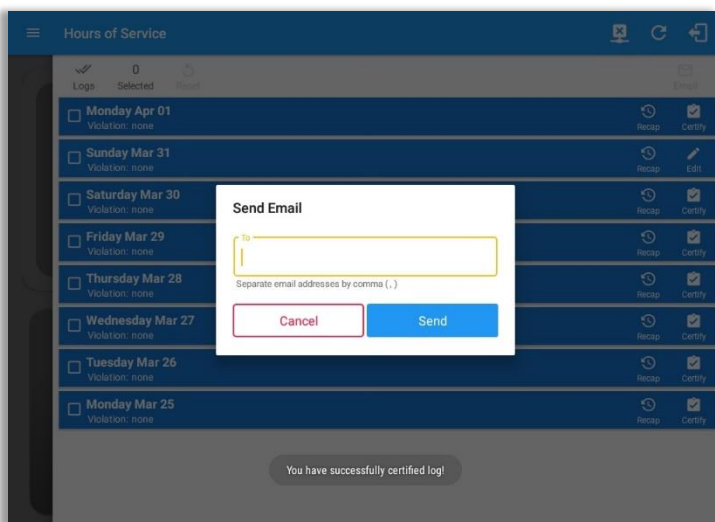 Hours of Service
Logs
0
Selected
Reset
Email
Monday Apr 01
Violation: none
Recap
Certify
Sunday Mar 31
Violation: none
Recap
Edit
Saturday Mar 30
Violation: none
Recap
Certify
Friday Mar 29
Violation: none
Recap
Certify
Thursday Mar 28
Violation: none
Recap
Certify
Wednesday Mar 27
Violation: none
Recap
Certify
Tuesday Mar 26
Violation: none
Recap
Certify
Monday Mar 25
Violation: none
Recap
Certify
Send Email
To
Separate email addresses by comma ( , )
Cancel
Send
You have successfully certified log!